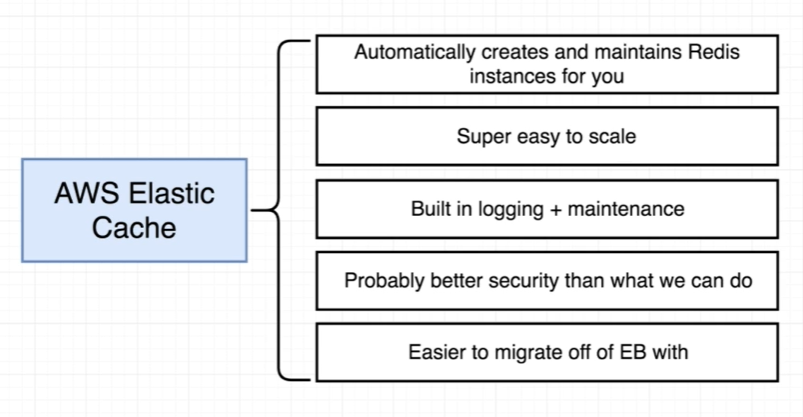 AWS Elastic
Cache
Automatically creates and maintains Redis
instances for you
Super easy to scale
Built in logging + maintenance
Probably better security than what we can do
Easier to migrate off of EB with